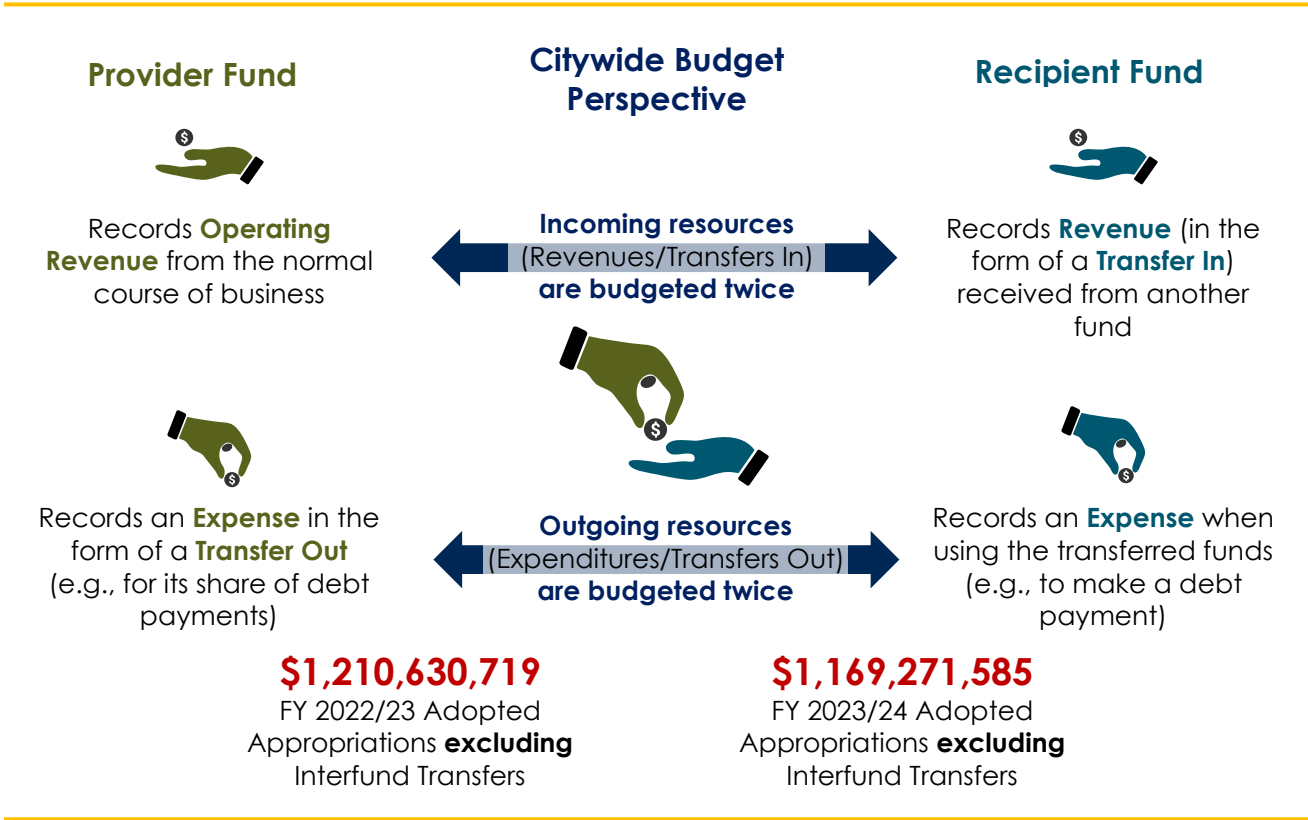 Provider Fund
Citywide Budget
Perspective
Recipient Fund
$
$
Records Operating
Revenue from the normal
course of business
Incoming resources
(Revenues/Transfers In)
are budgeted twice
Records Revenue (in the
form of a Transfer In)
received from another
fund
$
$
$
Records an Expense in the
form of a Transfer Out
(e.g., for its share of debt
payments)
Outgoing resources
(Expenditures/Transfers Out)
are budgeted twice
Records an Expense when
using the transferred funds
(e.g., to make a debt
payment)
$1,210,630,719
FY 2022/23 Adopted
Appropriations excluding
Interfund Transfers
$1,169,271,585
FY 2023/24 Adopted
Appropriations excluding
Interfund Transfers